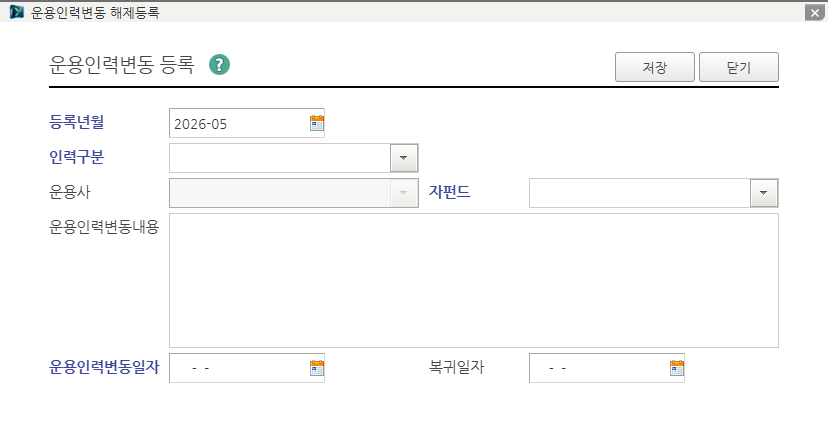 운용인력변동 해제등록
운용인력변동 등록 ? 저장 닫기
등록년월 2026-05
인력구분
운용사 자펀드
운용인력변동내용
운용인력변동일자 - - 복귀일자 - -